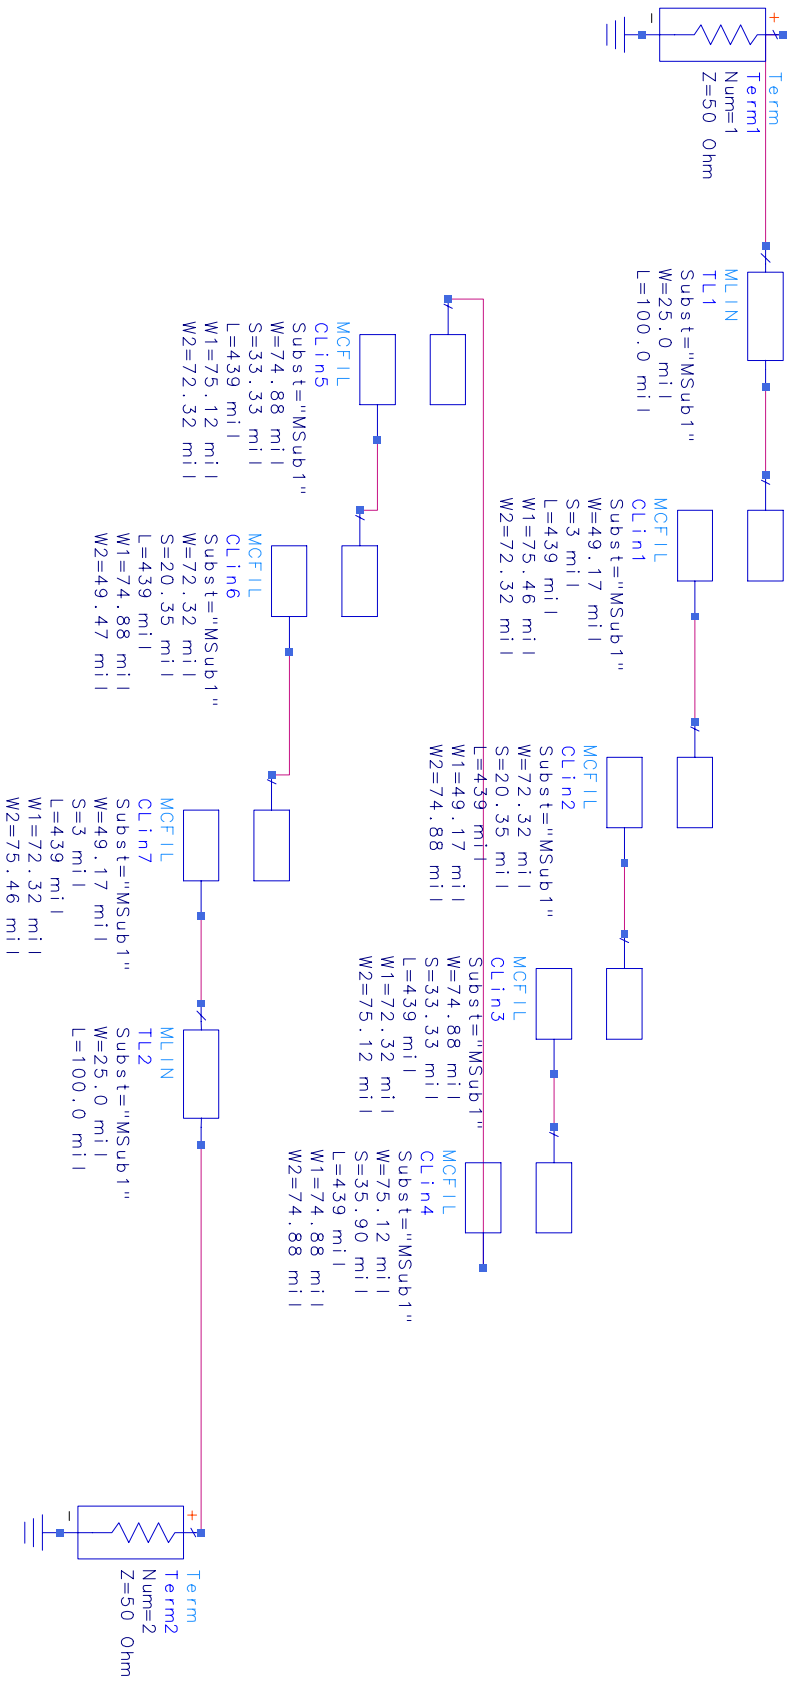 -
+
Term
Term1
Num=1
Z=50 Ohm
MLIN
TL1
Subst="MSub1"
W=25.0 mil
L=100.0 mil
MCFIL
CLin1
Subst="MSub1"
W=49.17 mil
S=3 mil
L=439 mil
W1=75.46 mil
W2=72.32 mil
MCFIL
CLin2
Subst="MSub1"
W=72.32 mil
S=20.35 mil
L=439 mil
W1=49.17 mil
W2=74.88 mil
MCFIL
CLin3
Subst="MSub1"
W=74.88 mil
S=33.33 mil
L=439 mil
W1=72.32 mil
W2=75.12 mil
MCFIL
CLin4
Subst="MSub1"
W=75.12 mil
S=35.90 mil
L=439 mil
W1=74.88 mil
W2=74.88 mil
MCFIL
CLin5
Subst="MSub1"
W=74.88 mil
S=33.33 mil
L=439 mil
W1=75.12 mil
W2=72.32 mil
MCFIL
CLin6
Subst="MSub1"
W=72.32 mil
S=20.35 mil
L=439 mil
W1=74.88 mil
W2=49.47 mil
MCFIL
CLin7
Subst="MSub1"
W=49.17 mil
S=3 mil
L=439 mil
W1=72.32 mil
W2=75.46 mil
MLIN
TL2
Subst="MSub1"
W=25.0 mil
L=100.0 mil
-
+
Term
Term2
Num=2
Z=50 Ohm